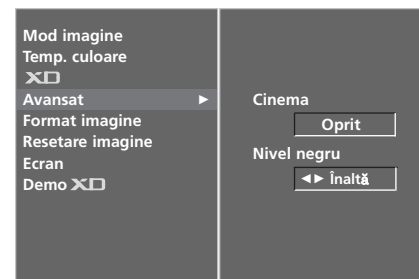 Mod imagine
Temp. culoare
XD
Avansat ►
Format imagine
Resetare imagine
Ecran
Demo XD
Cinema
Oprit
Nivel negru
◄► Înaltă